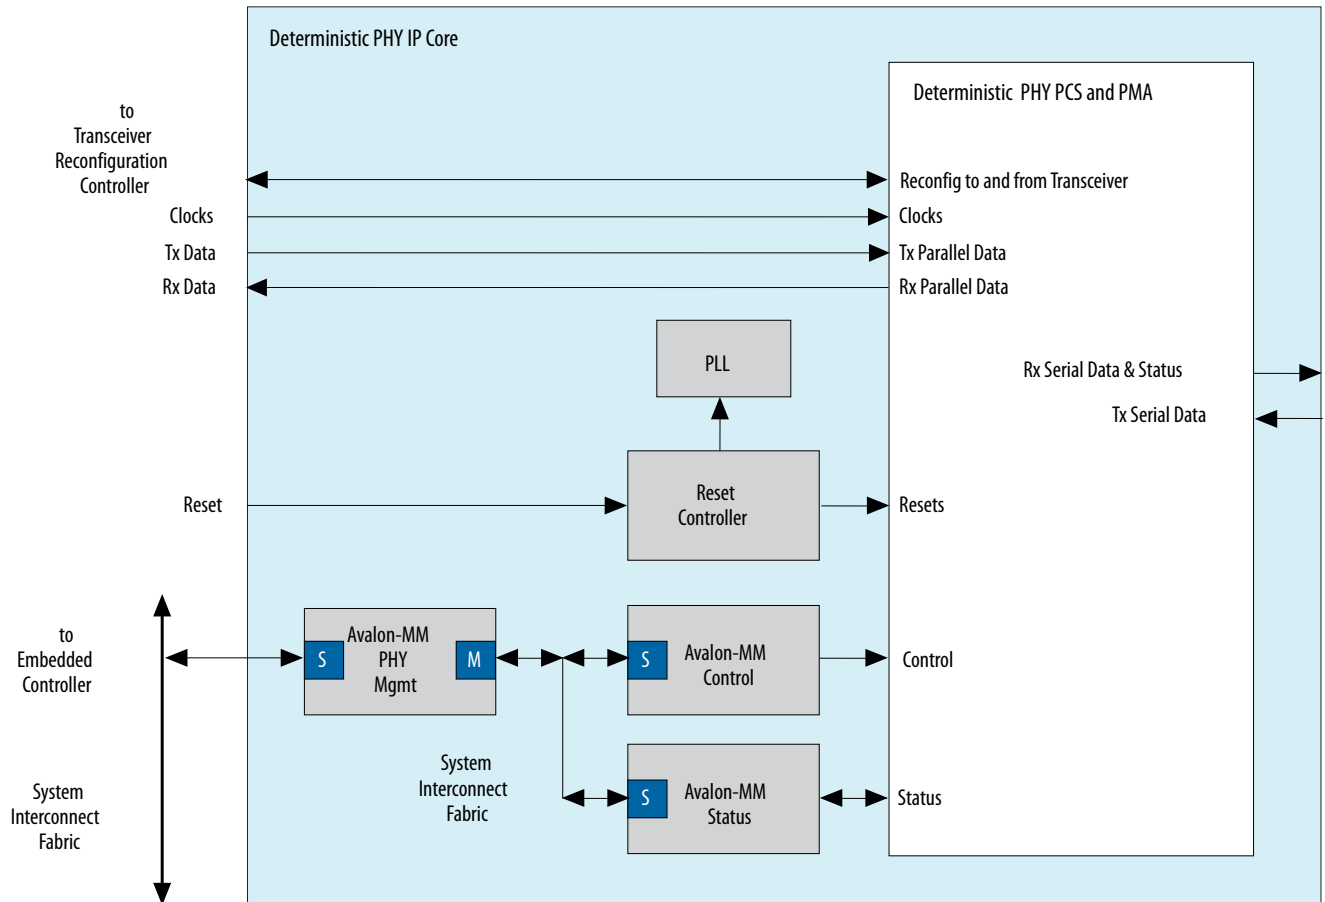 Deterministic PHY IP Core
Deterministic PHY PCS and PMA
to
Transceiver
Reconfiguration
Controller
Reconfig to and from Transceiver
Clocks
Clocks
Tx Data
Tx Parallel Data
Rx Data
Rx Parallel Data
PLL
Rx Serial Data & Status
Tx Serial Data
Reset
Reset
Controller
Resets
to
Embedded
Controller
S
Avalon-MM
PHY
Mgmt
M
S
Avalon-MM
Control
Control
System
Interconnect
Fabric
System
Interconnect
Fabric
S
Avalon-MM
Status
Status